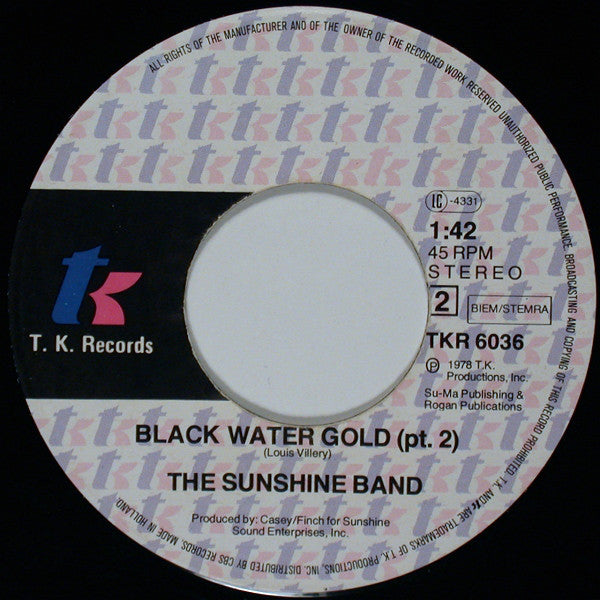 ALL RIGHTS OF THE MANUFACTURER AND OF THE OWNER OF THE RECORDED WORK RESERVED UNAUTHORIZED PUBLIC PERFORMANCE, BROADCASTING AND COPYING OF THIS RECORD PROHIBITED. T.K. AND tk ARE TRADEMARKS OF T.K. PRODUCTIONS, INC. DISTRIBUTED BY CBS RECORDS. MADE IN HOLLAND.
LC -4331
1:42
45 RPM
STEREO
2 BIEM/STEMRA
tk
T. K. Records
TKR 6036
℗ 1978 T.K.
Productions, Inc.
Su-Ma Publishing &
Rogan Publications
BLACK WATER GOLD (pt. 2)
(Louis Villery)
THE SUNSHINE BAND
Produced by: Casey/Finch for Sunshine
Sound Enterprises, Inc.